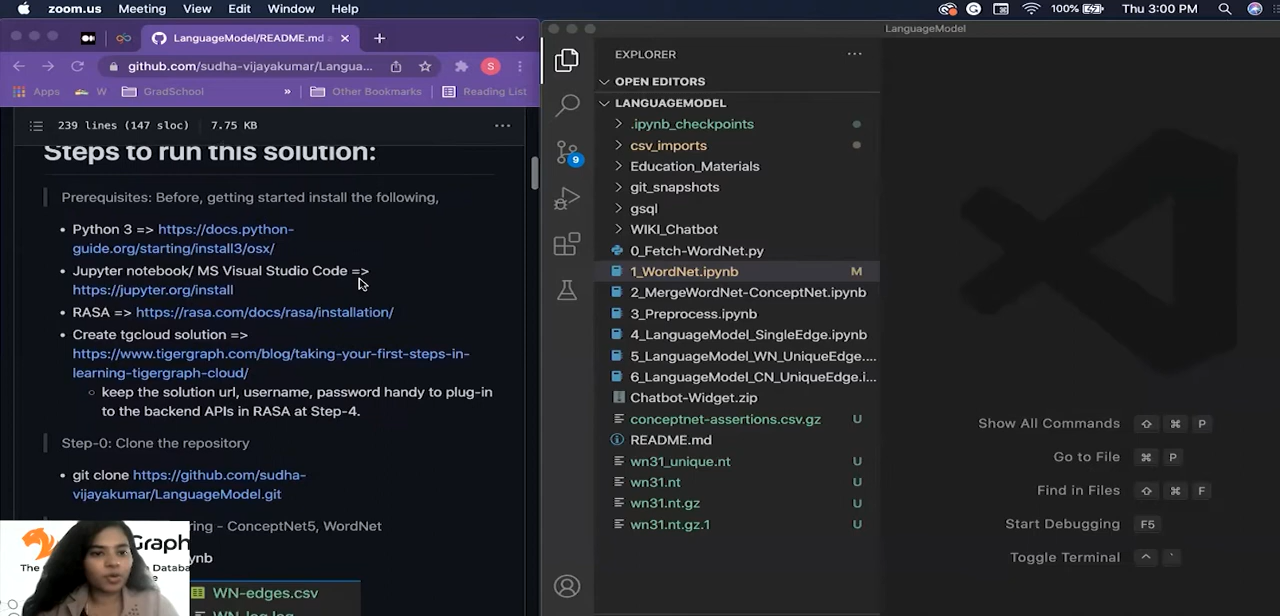 zoom.us Meeting View Edit Window Help 100% Thu 3:00 PM
LanguageModel/README.md a
LanguageModel
github.com/sudha-vijayakumar/Langua...
S
Apps W GradSchool » Other Bookmarks Reading List
239 lines (147 sloc) 7.75 KB
Steps to run this solution:
Prerequisites: Before, getting started install the following,
• Python 3 => https://docs.python-
guide.org/starting/install3/osx/
• Jupyter notebook/ MS Visual Studio Code =>
https://jupyter.org/install
• RASA => https://rasa.com/docs/rasa/installation/
• Create tgcloud solution =>
https://www.tigergraph.com/blog/taking-your-first-steps-in-
learning-tigergraph-cloud/
keep the solution url, username, password handy to plug-in
to the backend APIs in RASA at Step-4.
Step-0: Clone the repository
• git clone https://github.com/sudha-
vijayakumar/LanguageModel.git
ring - ConceptNet5, WordNet
Graph
nb
The
Databa
WN-edges.csv
WN-log.log
EXPLORER
OPEN EDITORS
LANGUAGEMODEL
.ipynb_checkpoints
csv_imports
9
Education_Materials
git_snapshots
gsql
WIKI_Chatbot
0_Fetch-WordNet.py
1_WordNet.ipynb M
2_MergeWordNet-ConceptNet.ipynb
3_Preprocess.ipynb
4_LanguageModel_SingleEdge.ipynb
5_LanguageModel_WN_UniqueEdge....
6_LanguageModel_CN_UniqueEdge.i...
Chatbot-Widget.zip
conceptnet-assertions.csv.gz U
README.md
wn31_unique.nt U
wn31.nt U
wn31.nt.gz U
wn31.nt.gz.1 U
Show All Commands ⇧ ⌘ P
Go to File ⌘ P
Find in Files ⇧ ⌘ F
Start Debugging F5
Toggle Terminal ^ `